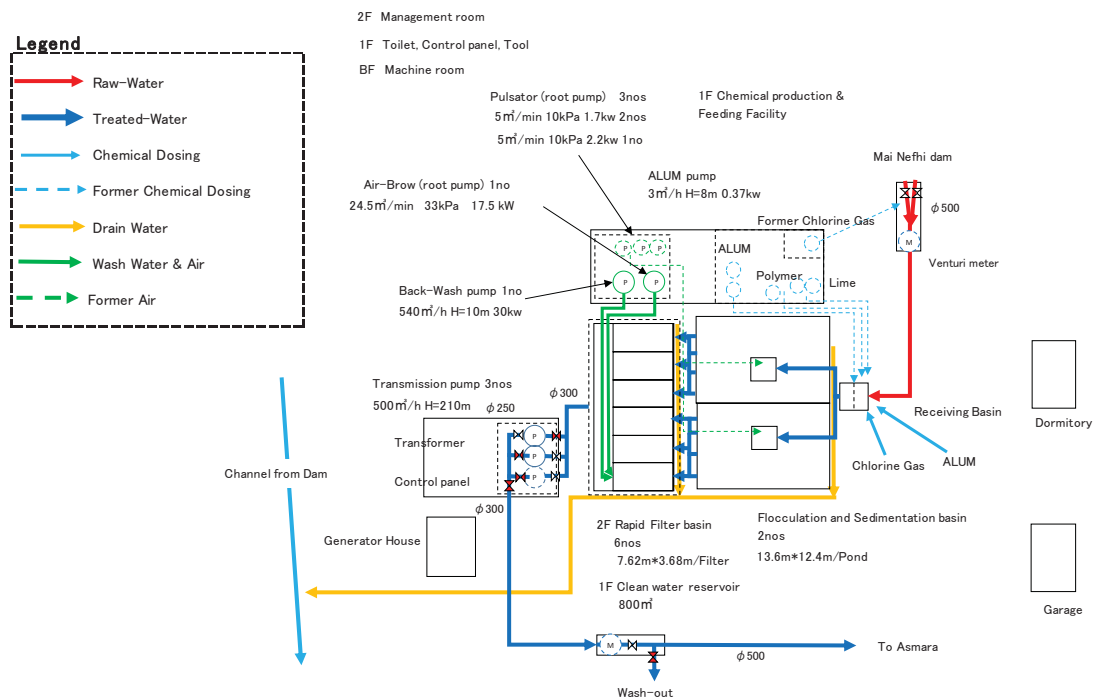 2F Management room
1F Toilet, Control panel, Tool
BF Machine room
Legend
Raw-Water
Treated-Water
Chemical Dosing
Former Chemical Dosing
Drain Water
Wash Water & Air
Former Air
Pulsator (root pump) 3nos
5㎥/min 10kPa 1.7kw 2nos
5㎥/min 10kPa 2.2kw 1no
1F Chemical production &
Feeding Facility
Air-Brow (root pump) 1no
24.5㎥/min 33kPa 17.5 kW
ALUM pump
3㎥/h H=8m 0.37kw
Mai Nefhi dam
φ500
M
Venturi meter
Former Chlorine Gas
ALUM
Polymer
Lime
P P P
P P
Back-Wash pump 1no
540㎥/h H=10m 30kw
Transmission pump 3nos
500㎥/h H=210m
φ250
φ300
Transformer
Control panel
P
P
P
φ300
Channel from Dam
Generator House
Receiving Basin
Chlorine Gas
ALUM
Dormitory
2F Rapid Filter basin
6nos
7.62m*3.68m/Filter
1F Clean water reservoir
800㎥
Flocculation and Sedimentation basin
2nos
13.6m*12.4m/Pond
Garage
M
φ500
To Asmara
Wash-out